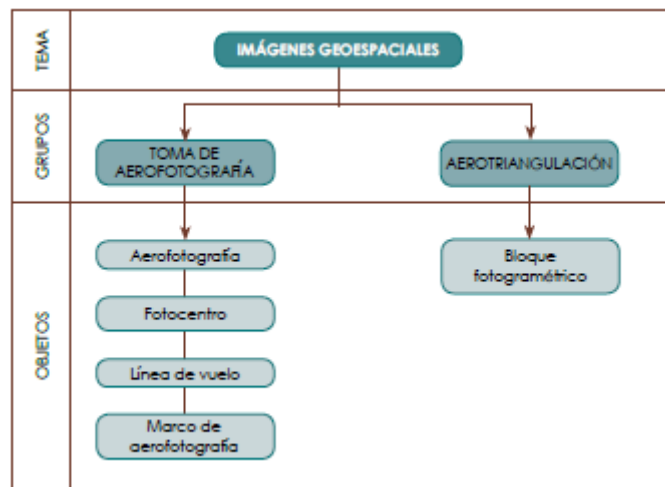 TEMA
IMÁGENES GEOESPACIALES
GRUPOS
TOMA DE
AEROFOTOGRAFÍA
AEROTRIANGULACIÓN
OBJETOS
Aerofotografía
Fotocentro
Línea de vuelo
Marco de
aerofotografía
Bloque
fotogramétrico